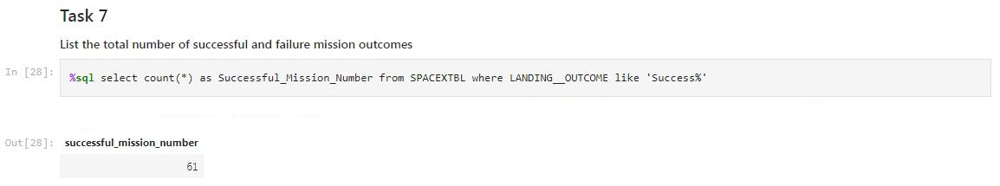 Task 7
List the total number of successful and failure mission outcomes
In [28]: %sql select count(*) as Successful_Mission_Number from SPACEXTBL where LANDING__OUTCOME like 'Success%'
Out[28]: successful_mission_number
61